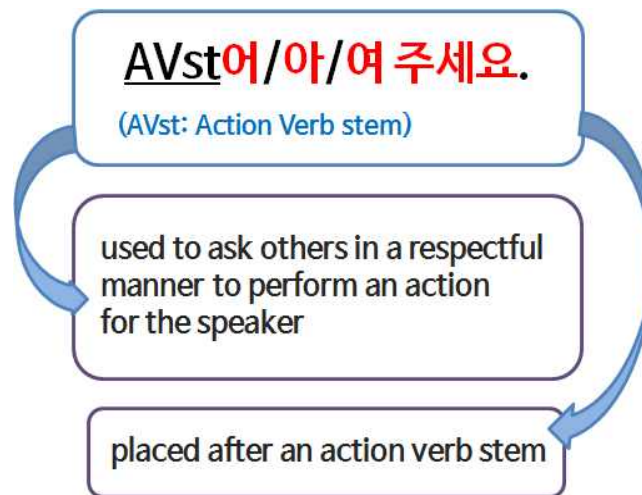 AVst어/아/여 주세요.
(AVst: Action Verb stem)
used to ask others in a respectful
manner to perform an action
for the speaker
placed after an action verb stem